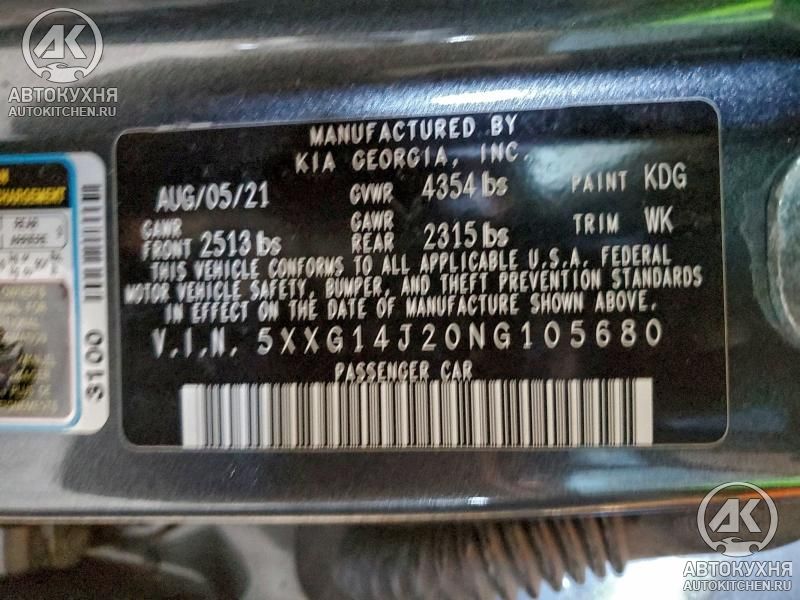 АК
АВТОКУХНЯ
AUTOKITCHEN.RU
MANUFACTURED BY
KIA GEORGIA, INC.
AUG/05/21 GVWR 4354 lbs PAINT KDG
GAWR FRONT 2513 lbs GAWR REAR 2315 lbs TRIM WK
THIS VEHICLE CONFORMS TO ALL APPLICABLE U.S.A. FEDERAL
MOTOR VEHICLE SAFETY, BUMPER, AND THEFT PREVENTION STANDARDS
IN EFFECT ON THE DATE OF MANUFACTURE SHOWN ABOVE.
V.I.N. 5XXG14J20NG105680
PASSENGER CAR
REAR
3100
АК
АВТОКУХНЯ
AUTOKITCHEN.RU